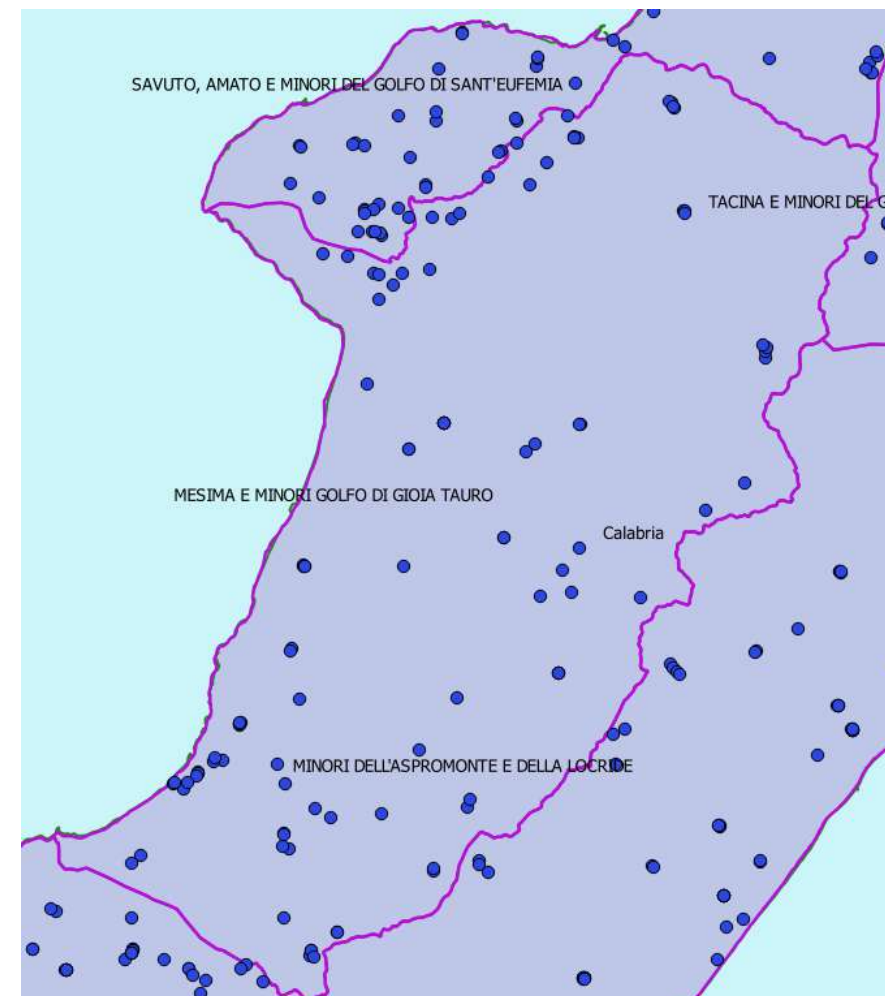 SAVUTO, AMATO E MINORI DEL GOLFO DI SANT'EUFEMIA
TACINA E MINORI DEL G
MESIMA E MINORI GOLFO DI GIOIA TAURO
Calabria
MINORI DELL'ASPROMONTE E DELLA LOCRIDE